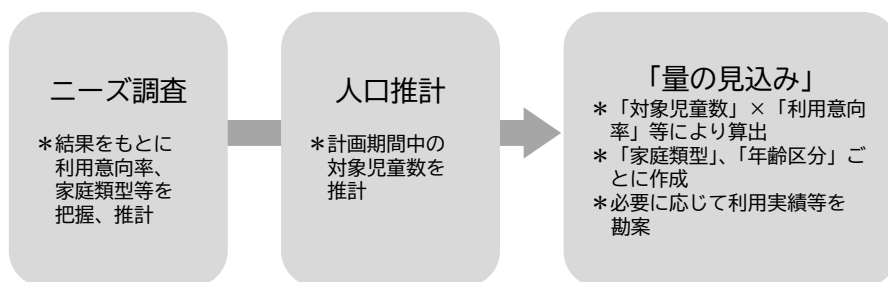 ニーズ調査
＊結果をもとに
利用意向率、
家庭類型等を
把握、推計
人口推計
＊計画期間中の
対象児童数を
推計
「量の見込み」
＊「対象児童数」×「利用意向
率」等により算出
＊「家庭類型」、「年齢区分」ご
とに作成
＊必要に応じて利用実績等を
勘案